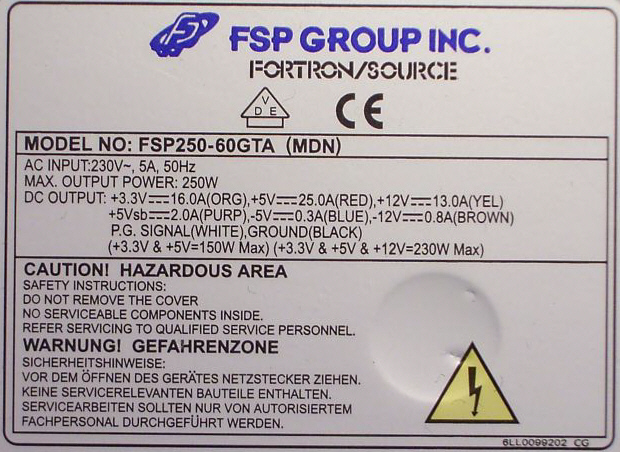 FS
FSP GROUP INC.
FORTRON/SOURCE
V
D E
CE
MODEL NO: FSP250-60GTA (MDN)
AC INPUT:230V~, 5A, 50Hz
MAX. OUTPUT POWER: 250W
DC OUTPUT: +3.3V⎓16.0A(ORG),+5V⎓25.0A(RED),+12V⎓13.0A(YEL)
+5Vsb⎓2.0A(PURP),-5V⎓0.3A(BLUE),-12V⎓0.8A(BROWN)
P.G. SIGNAL(WHITE),GROUND(BLACK)
(+3.3V & +5V=150W Max) (+3.3V & +5V & +12V=230W Max)
CAUTION! HAZARDOUS AREA
SAFETY INSTRUCTIONS:
DO NOT REMOVE THE COVER
NO SERVICEABLE COMPONENTS INSIDE.
REFER SERVICING TO QUALIFIED SERVICE PERSONNEL.
WARNUNG! GEFAHRENZONE
SICHERHEITSHINWEISE:
VOR DEM ÖFFNEN DES GERÄTES NETZSTECKER ZIEHEN.
KEINE SERVICERELEVANTEN BAUTEILE ENTHALTEN.
SERVICEARBEITEN SOLLTEN NUR VON AUTORISIERTEM
FACHPERSONAL DURCHGEFÜHRT WERDEN.
6LL0099202 CG